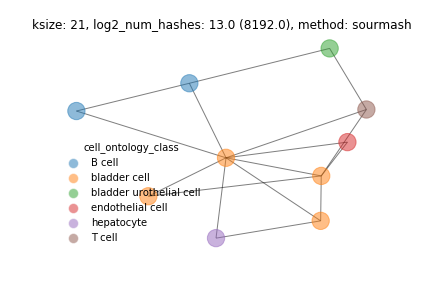 ksize: 21, log2_num_hashes: 13.0 (8192.0), method: sourmash
cell_ontology_class
B cell
bladder cell
bladder urothelial cell
endothelial cell
hepatocyte
T cell